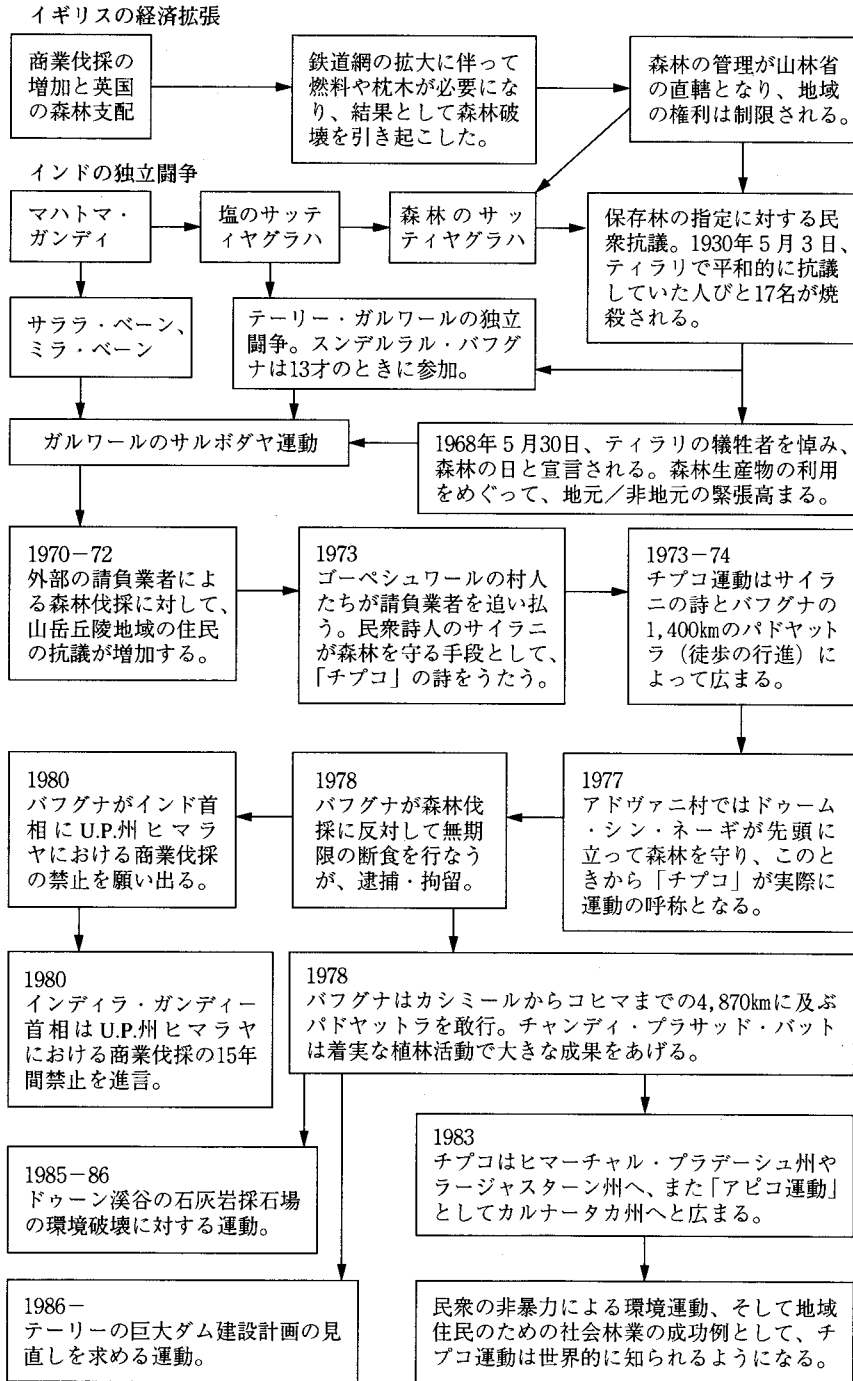 イギリスの経済拡張
商業伐採の
増加と英国
の森林支配
鉄道網の拡大に伴って
燃料や枕木が必要にな
り、結果として森林破
壊を引き起こした。
森林の管理が山林省
の直轄となり、地域
の権利は制限される。
インドの独立闘争
マハトマ・
ガンディ
塩のサッテ
ィヤグラハ
森林のサッ
ティヤグラハ
保存林の指定に対する民
衆抗議。1930年5月3日、
ティラリで平和的に抗議
していた人びと17名が焼
殺される。
サララ・ベーン、
ミラ・ベーン
テーリー・ガルワールの独立
闘争。スンデルラル・バフグ
ナは13才のときに参加。
ガルワールのサルボダヤ運動
1968年5月30日、ティラリの犠牲者を悼み、
森林の日と宣言される。森林生産物の利用
をめぐって、地元／非地元の緊張高まる。
1970－72
外部の請負業者によ
る森林伐採に対して、
山岳丘陵地域の住民
の抗議が増加する。
1973
ゴーペシュワールの村人
たちが請負業者を追い払
う。民衆詩人のサイラニ
が森林を守る手段として、
「チプコ」の詩をうたう。
1973－74
チプコ運動はサイラ
ニの詩とバフグナの
1,400kmのパドヤット
ラ（徒歩の行進）に
よって広まる。
1980
バフグナがインド首
相にU.P.州ヒマラ
ヤにおける商業伐採
の禁止を願い出る。
1978
バフグナが森林伐
採に反対して無期
限の断食を行なう
が、逮捕・拘留。
1977
アドヴァニ村ではドゥーム
・シン・ネーギが先頭に
立って森林を守り、このと
きから「チプコ」が実際に
運動の呼称となる。
1980
インディラ・ガンディー
首相はU.P.州ヒマラヤ
における商業伐採の15年
間禁止を進言。
1978
バフグナはカシミールからコヒマまでの4,870kmに及ぶ
パドヤットラを敢行。チャンディ・プラサッド・バット
は着実な植林活動で大きな成果をあげる。
1985－86
ドゥーン渓谷の石灰岩採石場
の環境破壊に対する運動。
1983
チプコはヒマーチャル・プラデーシュ州や
ラージャスターン州へ、また「アピコ運動」
としてカルナータカ州へと広まる。
1986－
テーリーの巨大ダム建設計画の見
直しを求める運動。
民衆の非暴力による環境運動、そして地域
住民のための社会林業の成功例として、チ
プコ運動は世界的に知られるようになる。